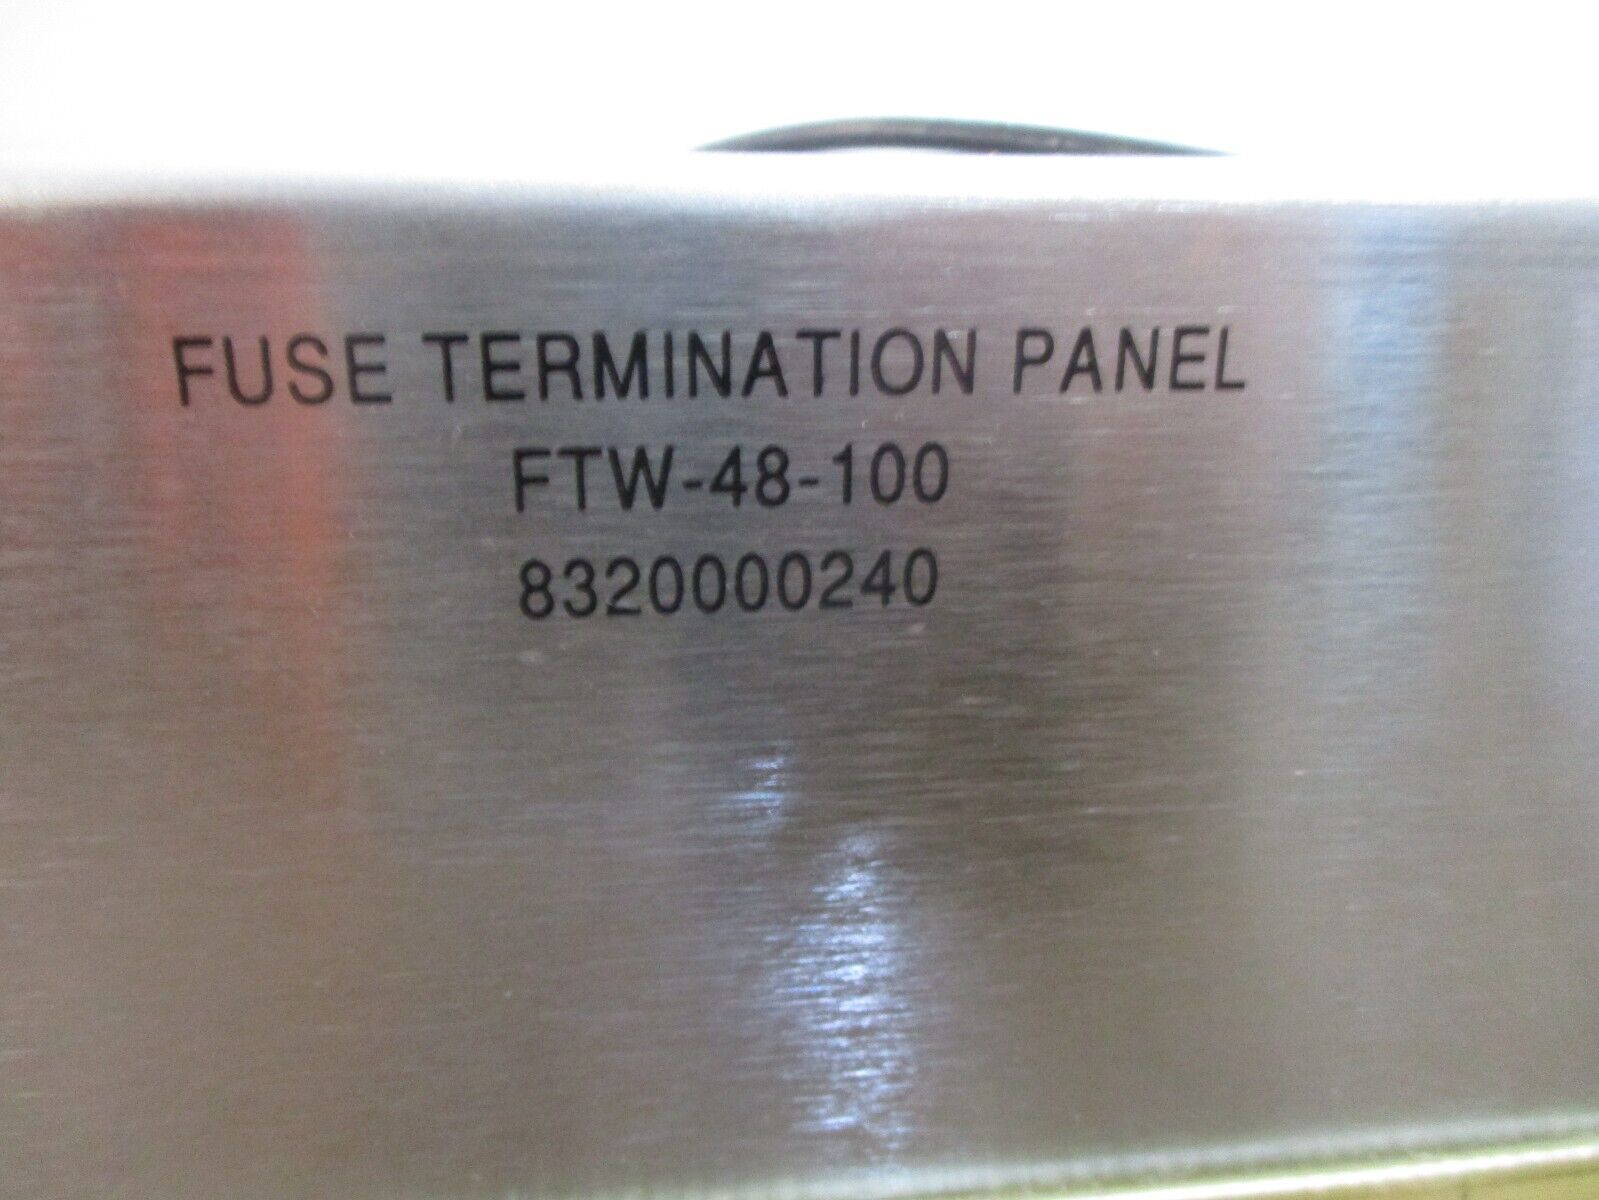 FUSE TERMINATION PANEL
FTW-48-100
8320000240